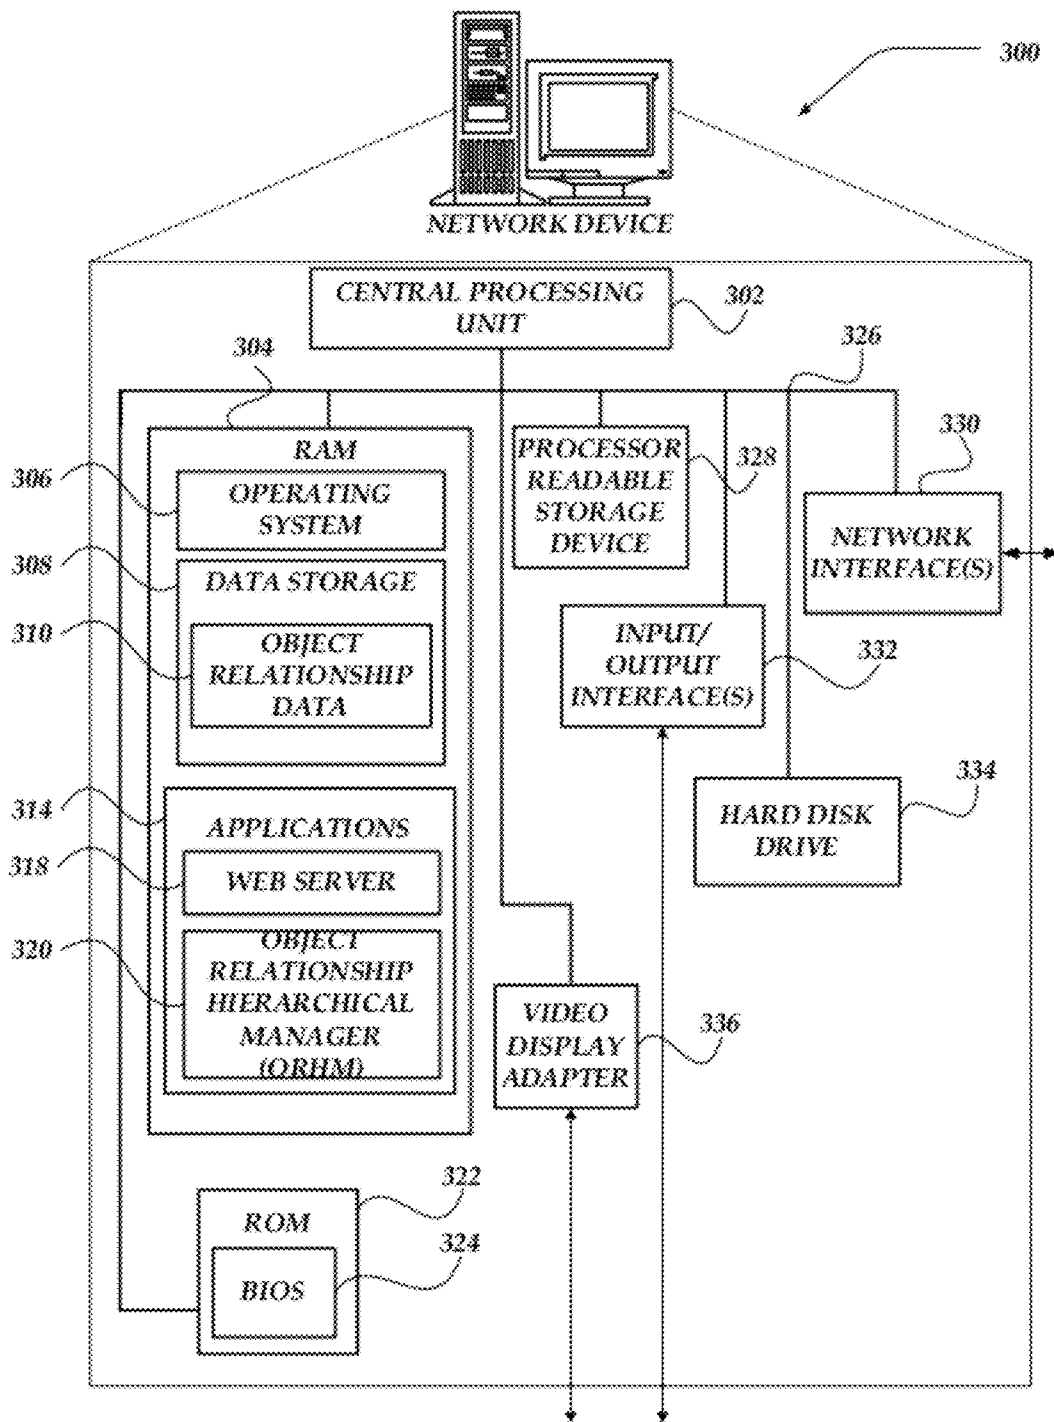 300
NETWORK DEVICE
CENTRAL PROCESSING
UNIT
302
304
326
RAM
306
OPERATING
SYSTEM
308
DATA STORAGE
310
OBJECT
RELATIONSHIP
DATA
314
APPLICATIONS
318
WEB SERVER
320
OBJECT
RELATIONSHIP
HIERARCHICAL
MANAGER
(ORHM)
PROCESSOR
READABLE
STORAGE
DEVICE
328
330
NETWORK
INTERFACE(S)
INPUT/
OUTPUT
INTERFACE(S)
332
334
HARD DISK
DRIVE
VIDEO
DISPLAY
ADAPTER
336
322
ROM
324
BIOS